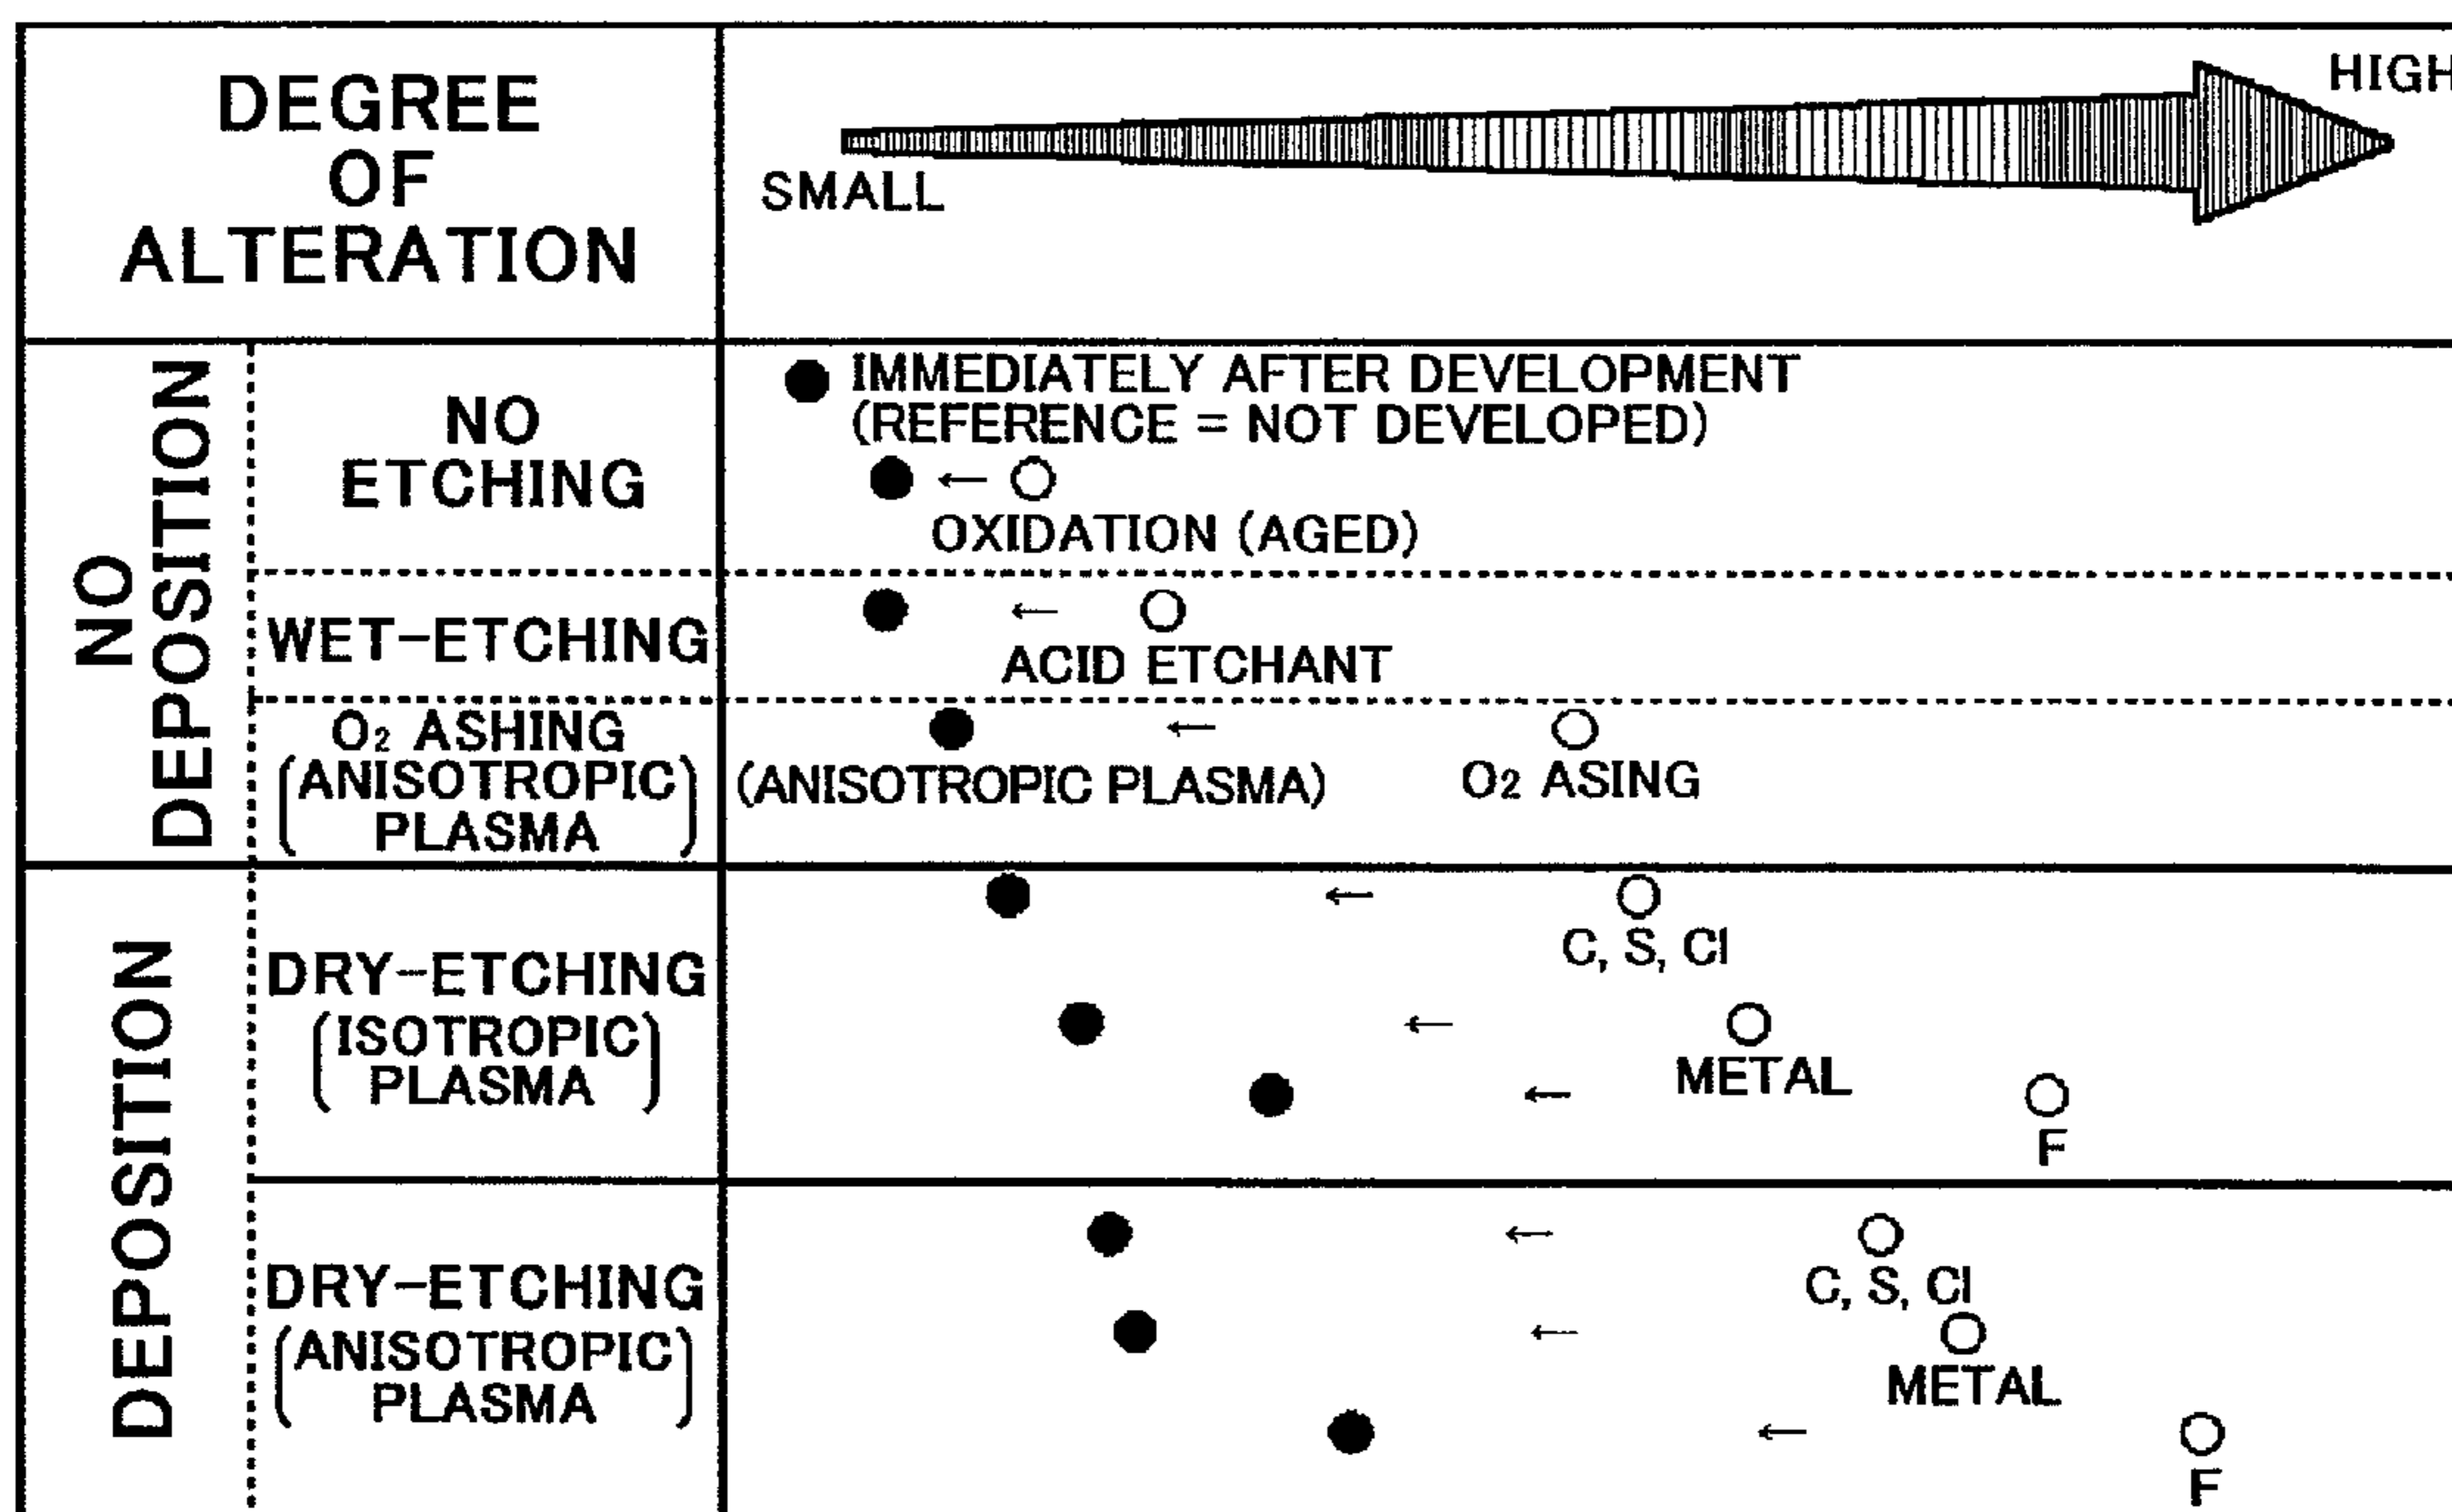 DEGREE
OF
ALTERATION
SMALL
HIGH
NO
DEPOSITION
NO
ETCHING
IMMEDIATELY AFTER DEVELOPMENT
(REFERENCE = NOT DEVELOPED)
←
OXIDATION (AGED)
WET-ETCHING
←
ACID ETCHANT
O₂ ASHING
(ANISOTROPIC
PLASMA)
←
(ANISOTROPIC PLASMA)
O₂ ASING
DEPOSITION
DRY-ETCHING
(ISOTROPIC
PLASMA)
←
C, S, Cl
←
METAL
←
F
DRY-ETCHING
(ANISOTROPIC
PLASMA)
←
C, S, Cl
←
METAL
←
F